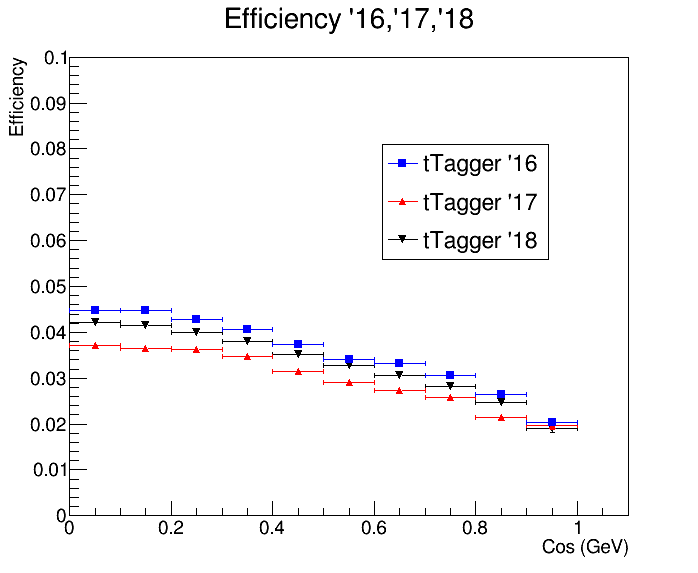 Efficiency '16,'17,'18
Efficiency
0.1
0.09
0.08
0.07
0.06
0.05
0.04
0.03
0.02
0.01
0
tTagger '16
tTagger '17
tTagger '18
0 0.2 0.4 0.6 0.8 1
Cos (GeV)